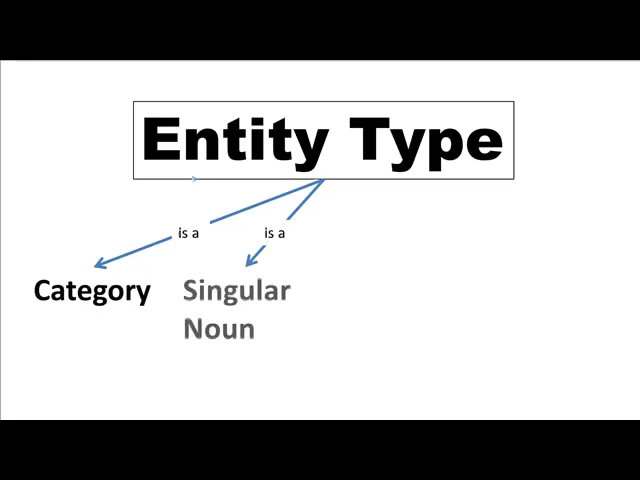 Entity Type
is a
is a
Category
Singular
Noun